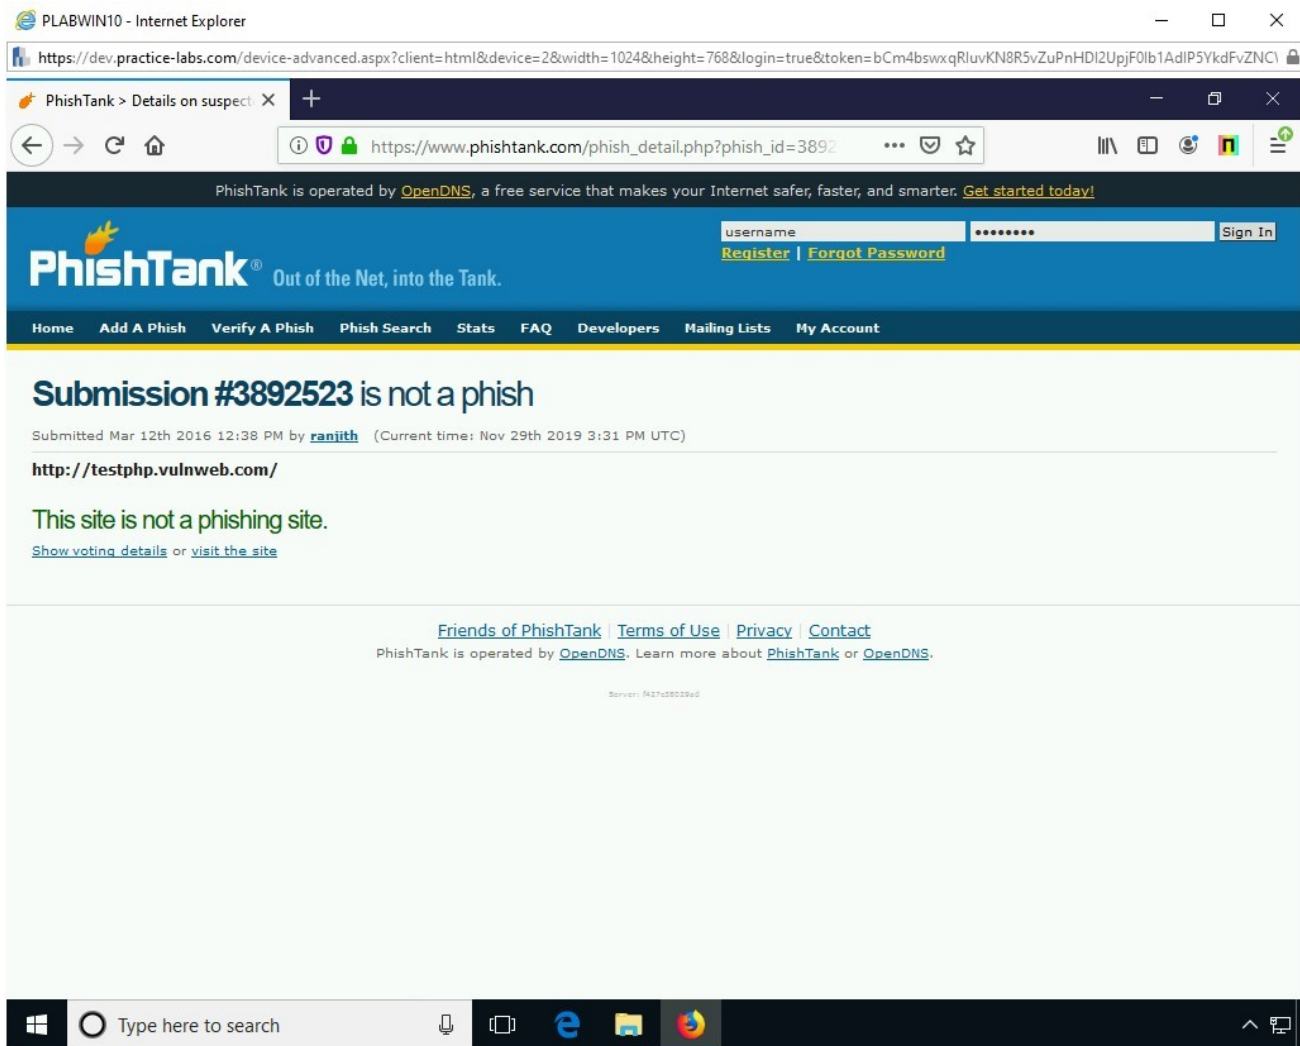 PLABWIN10 - Internet Explorer
https://dev.practice-labs.com/device-advanced.aspx?client=html&device=2&width=1024&height=768&login=true&token=
PhishTank > Details on suspect
https://www.phishtank.com/phish_detail.php?phish_id=3892
PhishTank is operated by OpenDNS, a free service that makes your Internet safer, faster, and smarter. Get started today!
username •••••••• Sign In
Register | Forgot Password
PhishTank® Out of the Net, into the Tank.
Home Add A Phish Verify A Phish Phish Search Stats FAQ Developers Mailing Lists My Account
Submission #3892523 is not a phish
Submitted Mar 12th 2016 12:38 PM by ranjith (Current time: Nov 29th 2019 3:31 PM UTC)
http://testphp.vulnweb.com/
This site is not a phishing site.
Show voting details or visit the site
Friends of PhishTank | Terms of Use | Privacy | Contact
PhishTank is operated by OpenDNS. Learn more about PhishTank or OpenDNS.
Server:
Type here to search